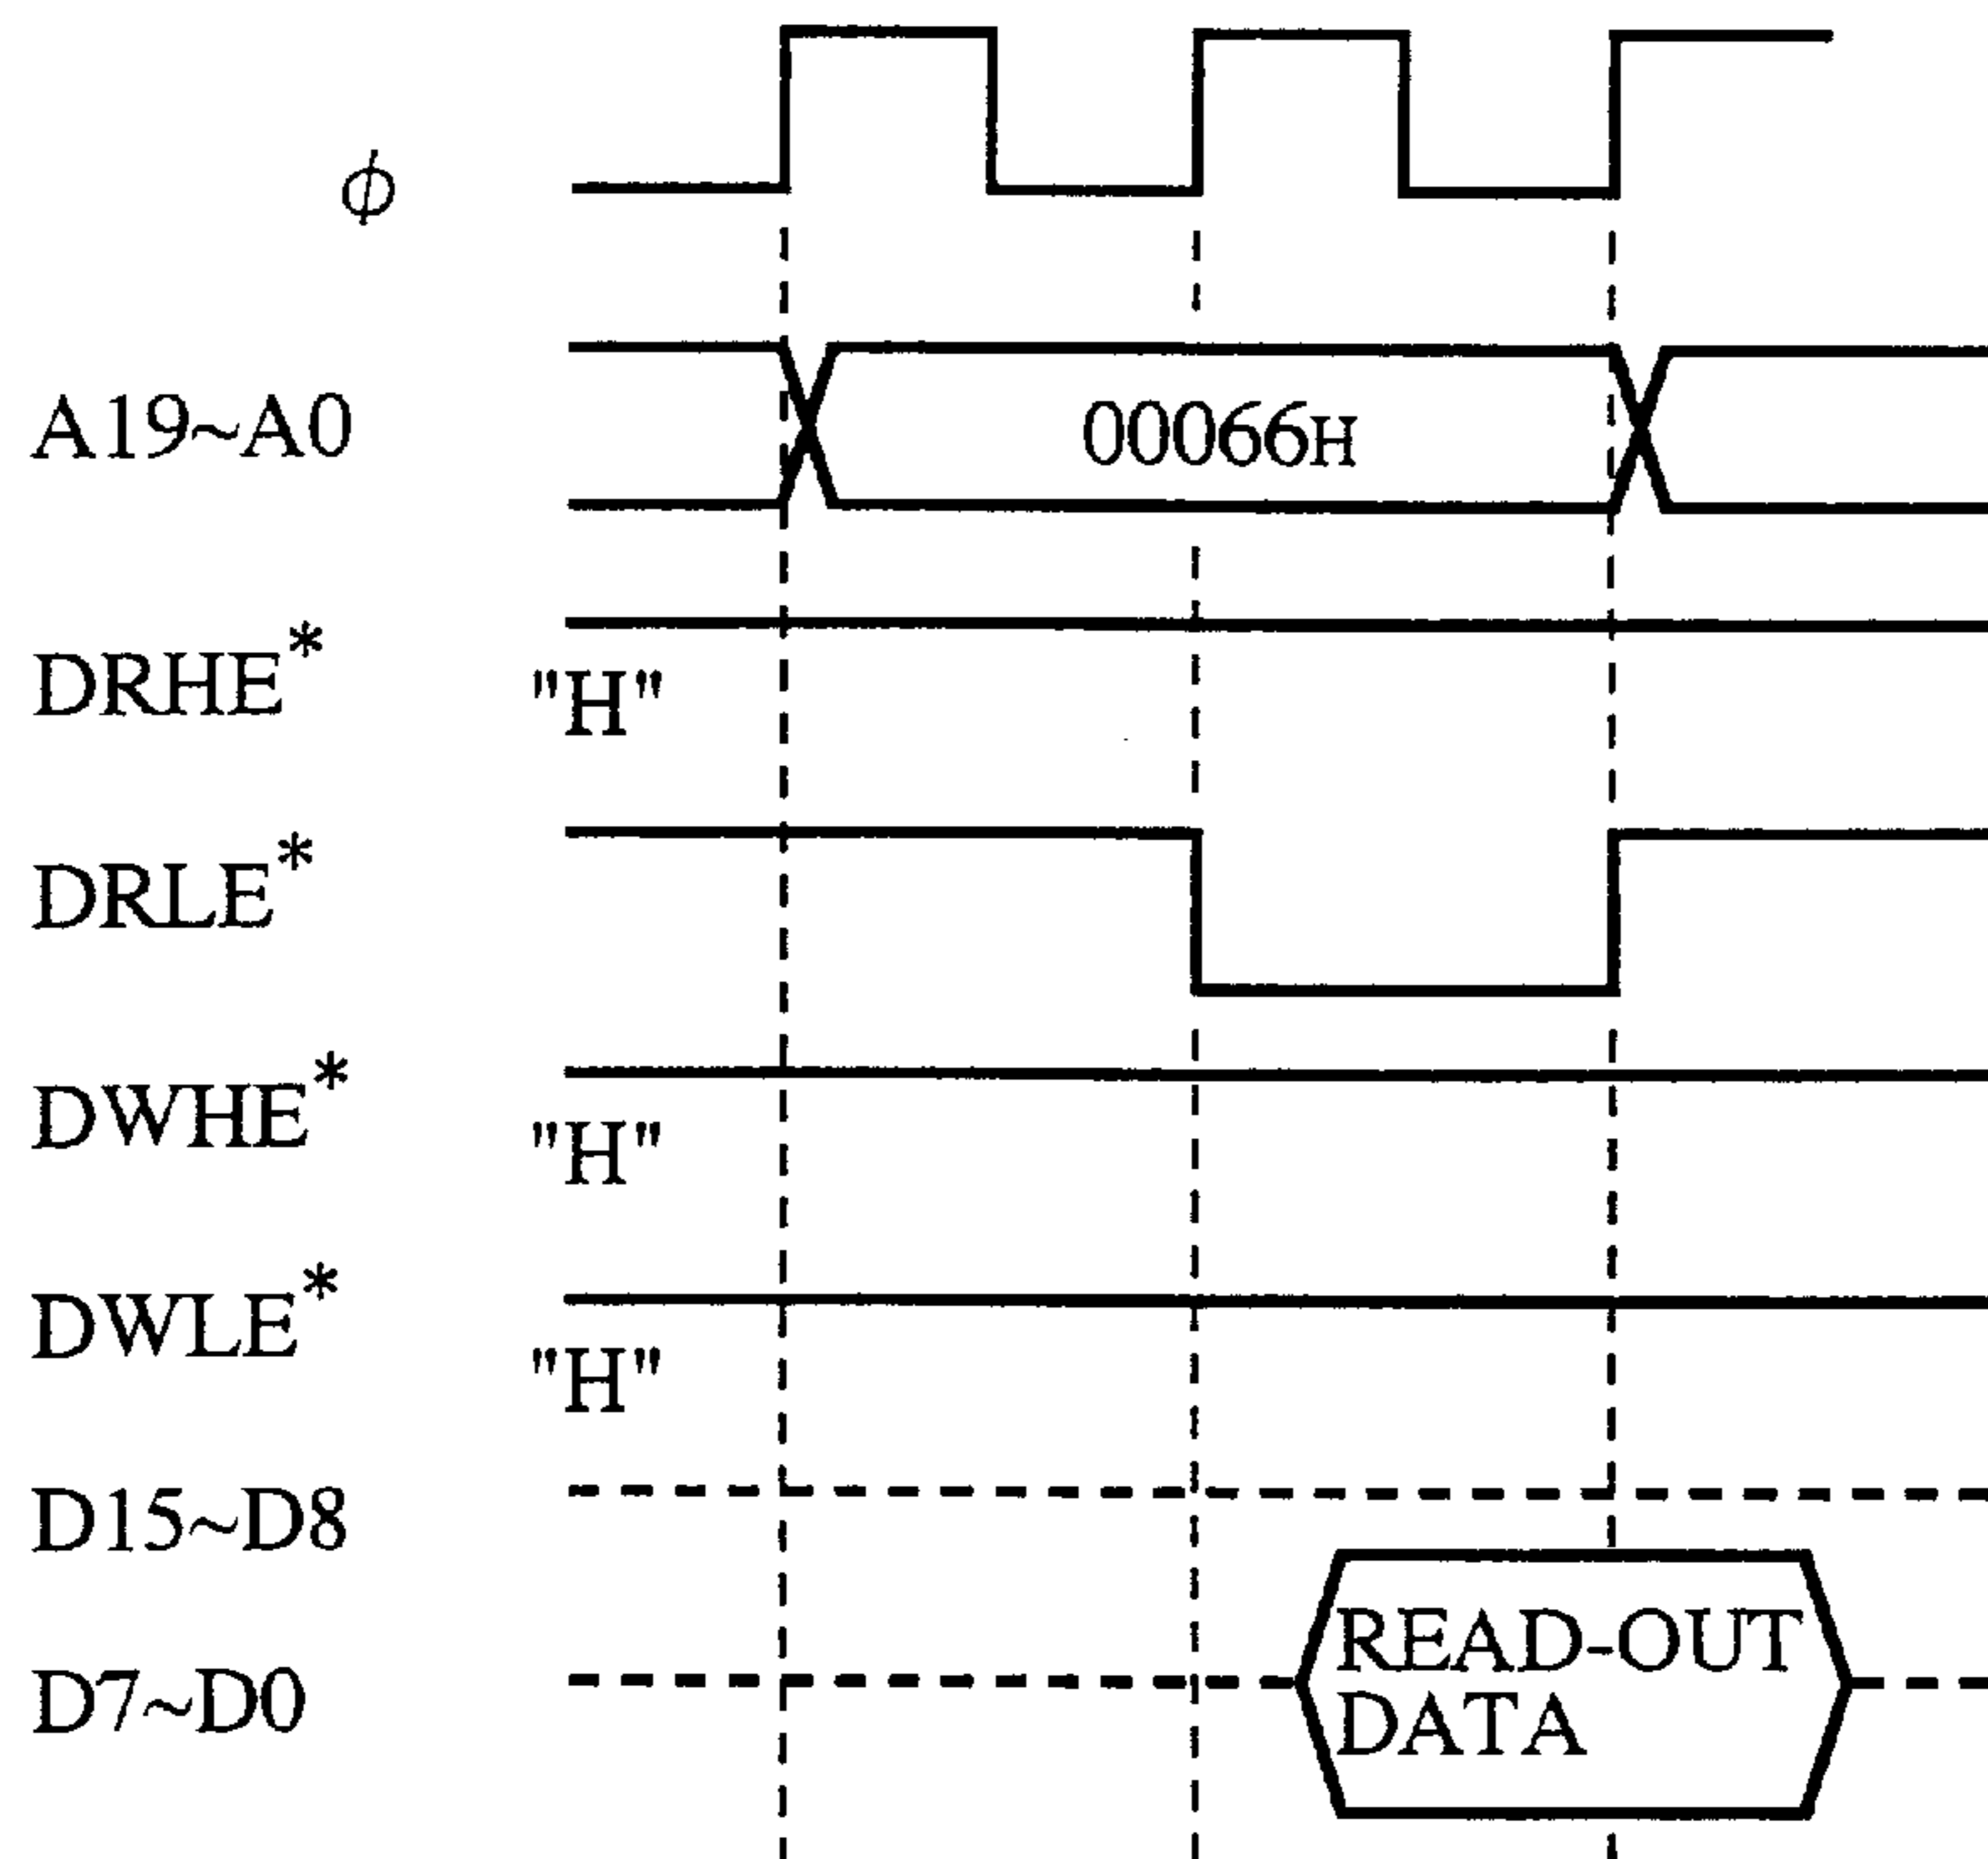 ϕ
A19~A0
00066H
DRHE*
"H"
DRLE*
DWHE*
"H"
DWLE*
"H"
D15~D8
D7~D0
READ-OUT
DATA